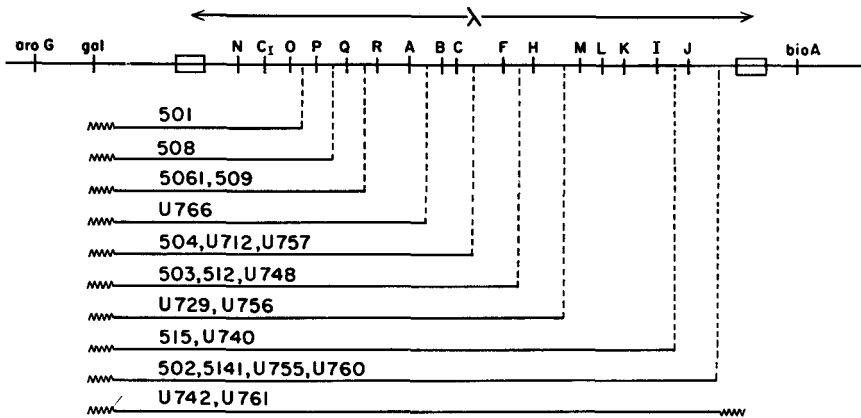 λ
aro G gal N CI O P Q R A B C F H M L K I J bioA
501
508
5061,509
U766
504,U712,U757
503,512,U748
U729,U756
515,U740
502,5141,U755,U760
U742,U761